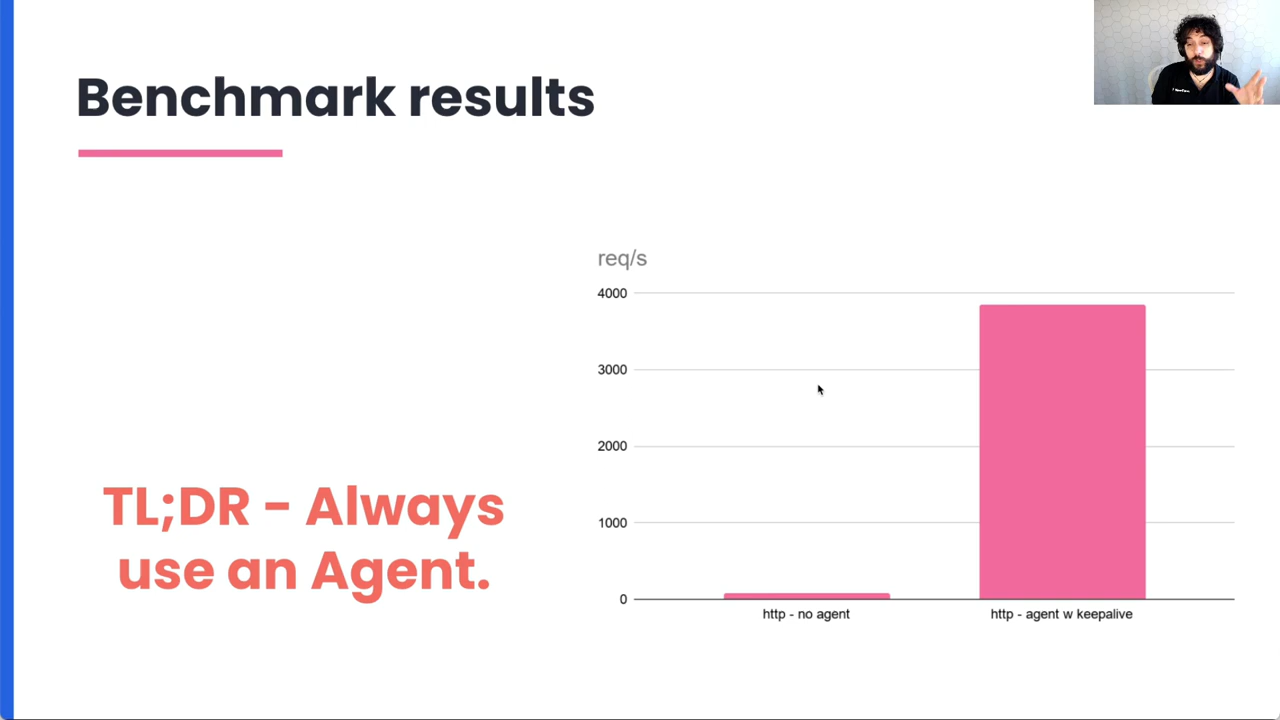 Benchmark results
req/s
4000
3000
2000
1000
0
http - no agent
http - agent w keepalive
TL;DR - Always
use an Agent.